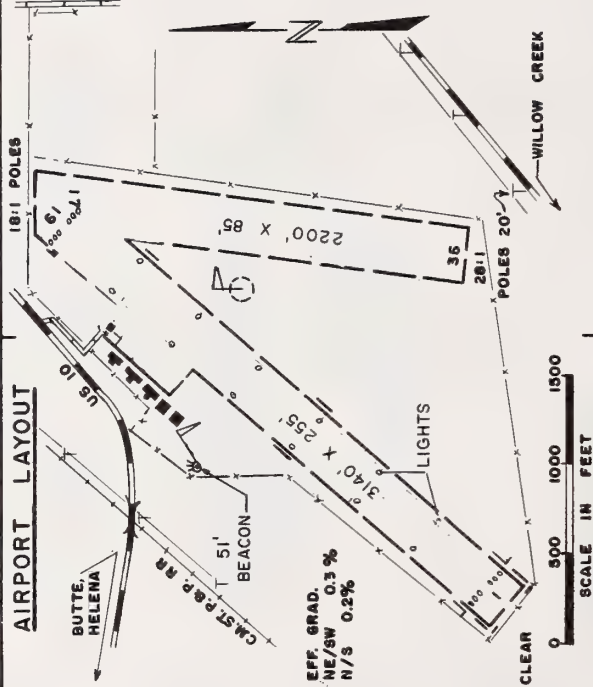 AIRPORT LAYOUT
18:1 POLES
US 10
BUTTE,
HELENA
19
N
2200' X 85'
51'
BEACON
C.M.ST.P.&P. RR
3140' X 255'
LIGHTS
36
28:1
POLES 20'
WILLOW CREEK
EFF. GRAD.
NE/SW 0.3 %
N/S 0.2%
CLEAR
0 500 1000 1500
SCALE IN FEET